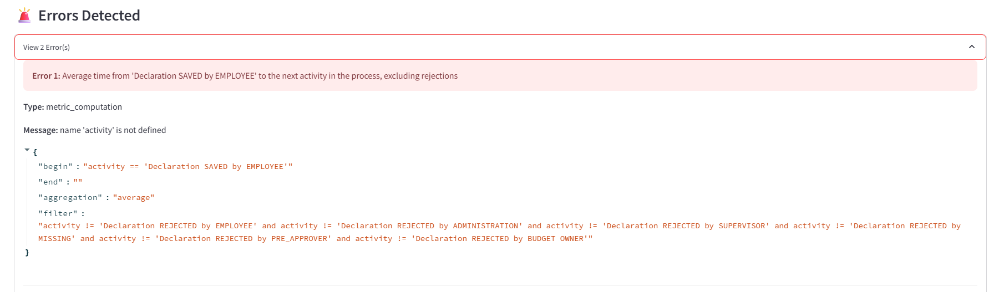 Errors Detected
View 2 Error(s)
Error 1: Average time from 'Declaration SAVED by EMPLOYEE' to the next activity in the process, excluding rejections
Type: metric_computation
Message: name 'activity' is not defined
{
"begin" : "activity == 'Declaration SAVED by EMPLOYEE'"
"end" : ""
"aggregation" : "average"
"filter" :
"activity != 'Declaration REJECTED by EMPLOYEE' and activity != 'Declaration REJECTED by ADMINISTRATION' and activity != 'Declaration REJECTED by SUPERVISOR' and activity != 'Declaration REJECTED by
MISSING' and activity != 'Declaration REJECTED by PRE_APPROVER' and activity != 'Declaration REJECTED by BUDGET OWNER'"
}